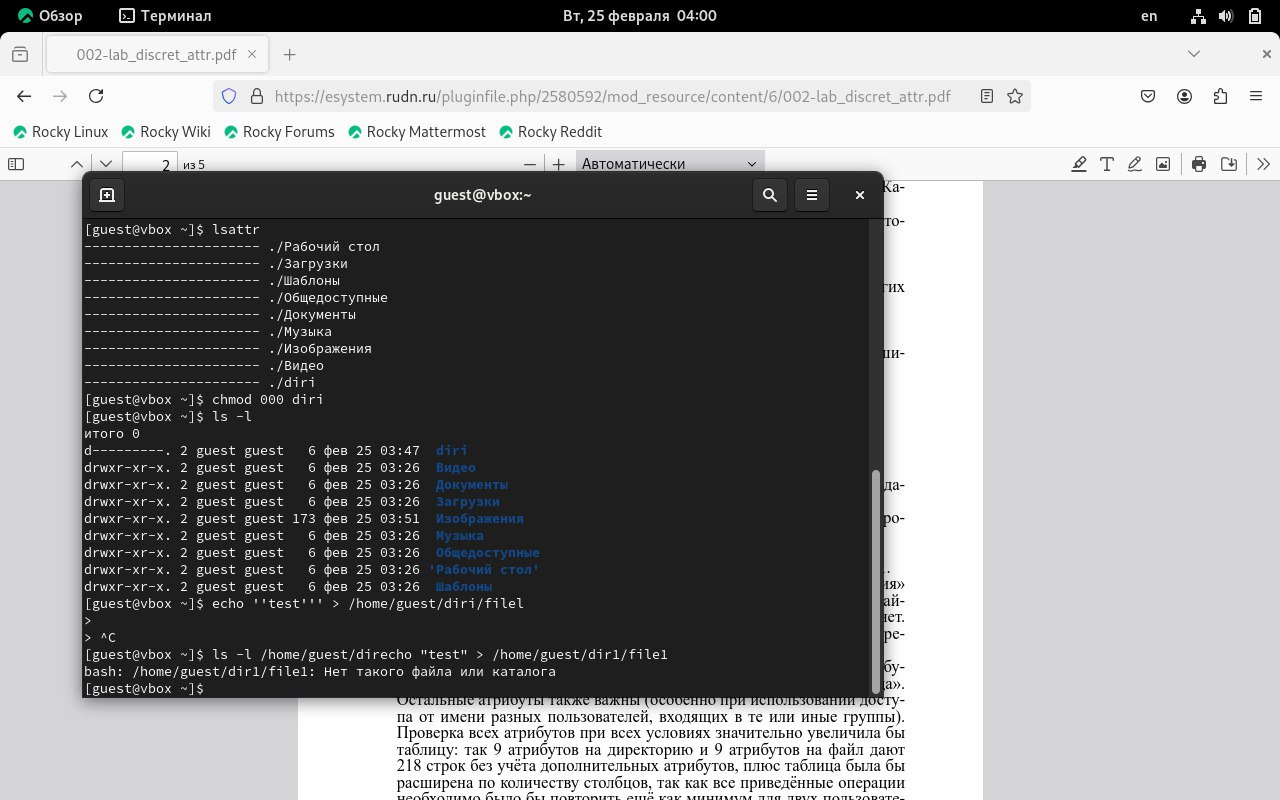 Обзор Терминал Вт, 25 февраля 04:00 en
002-lab_discret_attr.pdf
https://esystem.rudn.ru/pluginfile.php/2580592/mod_resource/content/6/002-lab_discret_attr.pdf
Rocky Linux Rocky Wiki Rocky Forums Rocky Mattermost Rocky Reddit
2 из 5 Автоматически
guest@vbox:~
[guest@vbox ~]$ lsattr
---------------------- ./Рабочий стол
---------------------- ./Загрузки
---------------------- ./Шаблоны
---------------------- ./Общедоступные
---------------------- ./Документы
---------------------- ./Музыка
---------------------- ./Изображения
---------------------- ./Видео
---------------------- ./diri
[guest@vbox ~]$ chmod 000 diri
[guest@vbox ~]$ ls -l
итого 0
d---------. 2 guest guest   6 фев 25 03:47  diri
drwxr-xr-x. 2 guest guest   6 фев 25 03:26  Видео
drwxr-xr-x. 2 guest guest   6 фев 25 03:26  Документы
drwxr-xr-x. 2 guest guest   6 фев 25 03:26  Загрузки
drwxr-xr-x. 2 guest guest 173 фев 25 03:51  Изображения
drwxr-xr-x. 2 guest guest   6 фев 25 03:26  Музыка
drwxr-xr-x. 2 guest guest   6 фев 25 03:26  Общедоступные
drwxr-xr-x. 2 guest guest   6 фев 25 03:26 'Рабочий стол'
drwxr-xr-x. 2 guest guest   6 фев 25 03:26  Шаблоны
[guest@vbox ~]$ echo ''test''' > /home/guest/diri/filel
>
> ^C
[guest@vbox ~]$ ls -l /home/guest/direcho "test" > /home/guest/dir1/file1
bash: /home/guest/dir1/file1: Нет такого файла или каталога
[guest@vbox ~]$
Остальные атрибуты также важны (особенно при использовании досту-
па от имени разных пользователей, входящих в те или иные группы).
Проверка всех атрибутов при всех условиях значительно увеличила бы
таблицу: так 9 атрибутов на директорию и 9 атрибутов на файл дают
218 строк без учёта дополнительных атрибутов, плюс таблица была бы
расширена по количеству столбцов, так как все приведённые операции
необходимо было бы повторить ещё как минимум для двух пользовате-